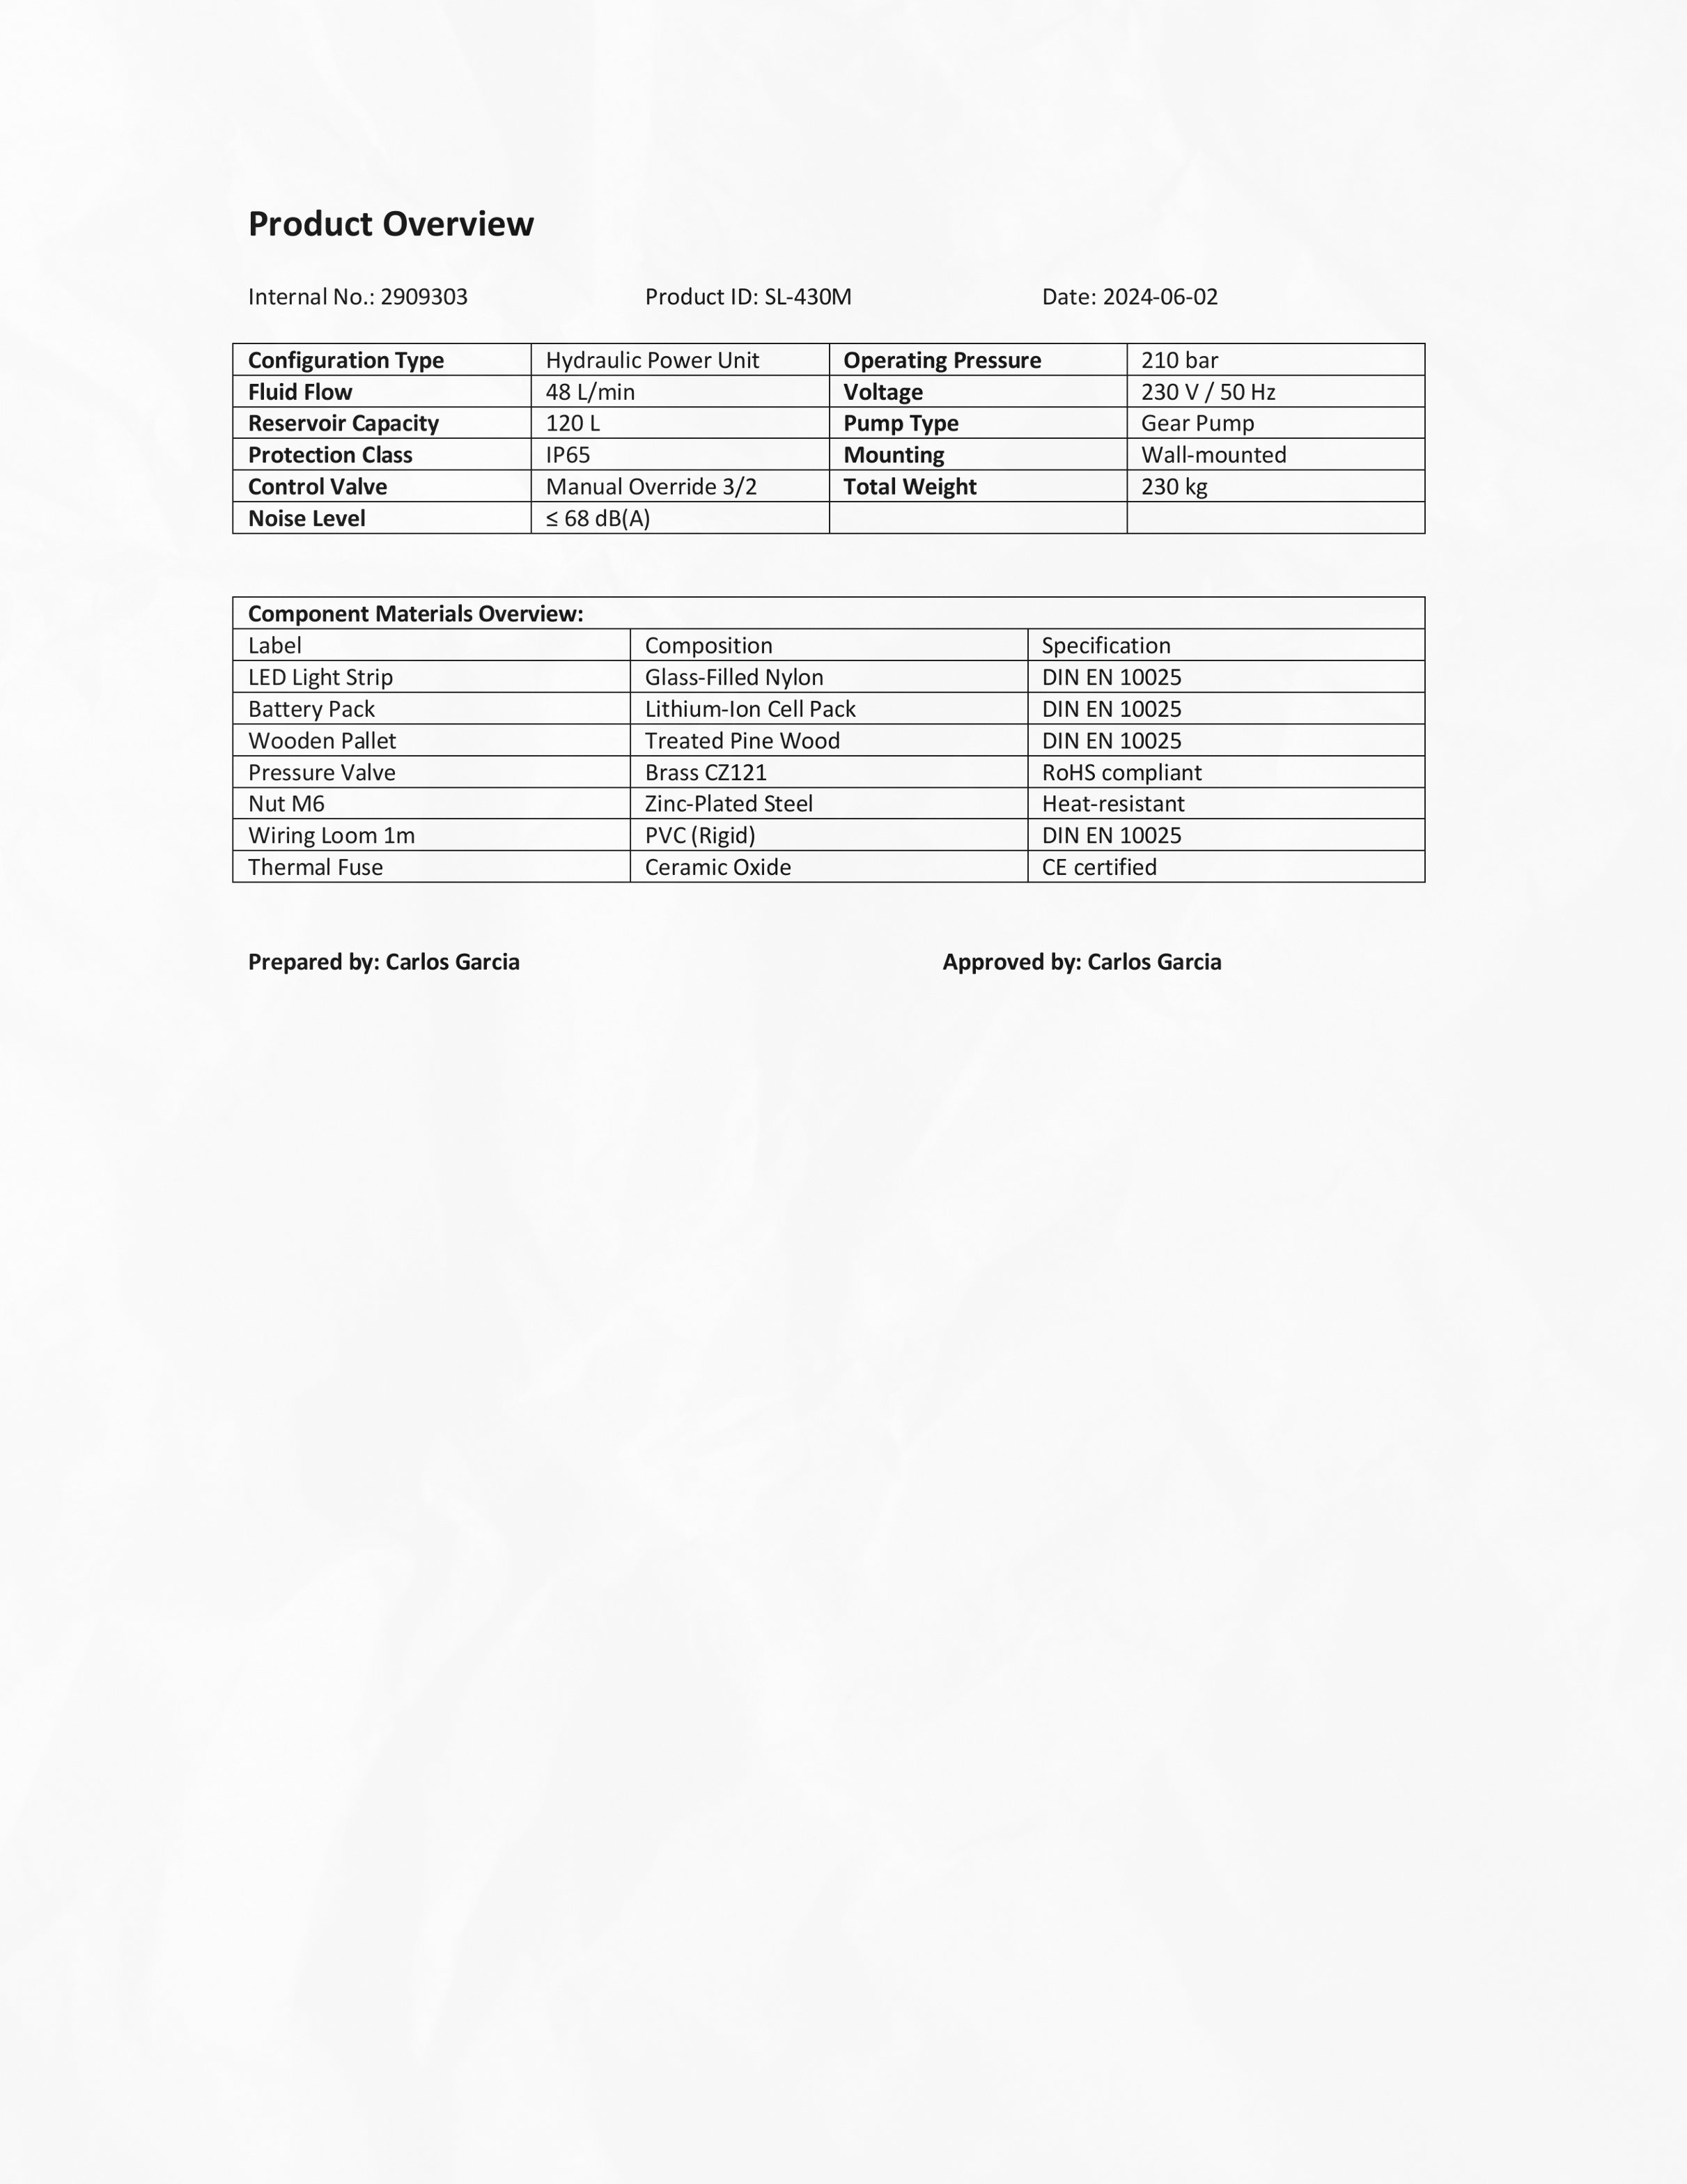 Product Overview
Internal No.: 2909303 Product ID: SL-430M Date: 2024-06-02
Configuration Type Hydraulic Power Unit Operating Pressure 210 bar
Fluid Flow 48 L/min Voltage 230 V / 50 Hz
Reservoir Capacity 120 L Pump Type Gear Pump
Protection Class IP65 Mounting Wall-mounted
Control Valve Manual Override 3/2 Total Weight 230 kg
Noise Level ≤ 68 dB(A)
Component Materials Overview:
Label Composition Specification
LED Light Strip Glass-Filled Nylon DIN EN 10025
Battery Pack Lithium-Ion Cell Pack DIN EN 10025
Wooden Pallet Treated Pine Wood DIN EN 10025
Pressure Valve Brass CZ121 RoHS compliant
Nut M6 Zinc-Plated Steel Heat-resistant
Wiring Loom 1m PVC (Rigid) DIN EN 10025
Thermal Fuse Ceramic Oxide CE certified
Prepared by: Carlos Garcia Approved by: Carlos Garcia